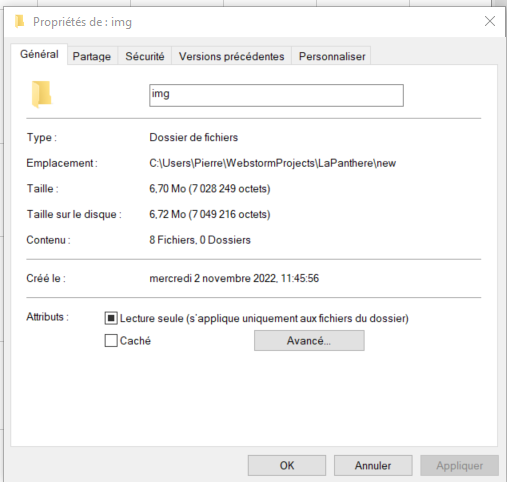 Propriétés de : img
Général Partage Sécurité Versions précédentes Personnaliser
img
Type : Dossier de fichiers
Emplacement : C:\Users\Pierre\WebstormProjects\LaPanthere\new
Taille : 6,70 Mo (7 028 249 octets)
Taille sur le disque : 6,72 Mo (7 049 216 octets)
Contenu : 8 Fichiers, 0 Dossiers
Créé le : mercredi 2 novembre 2022, 11:45:56
Attributs : Lecture seule (s'applique uniquement aux fichiers du dossier)
Caché Avancé...
OK Annuler Appliquer